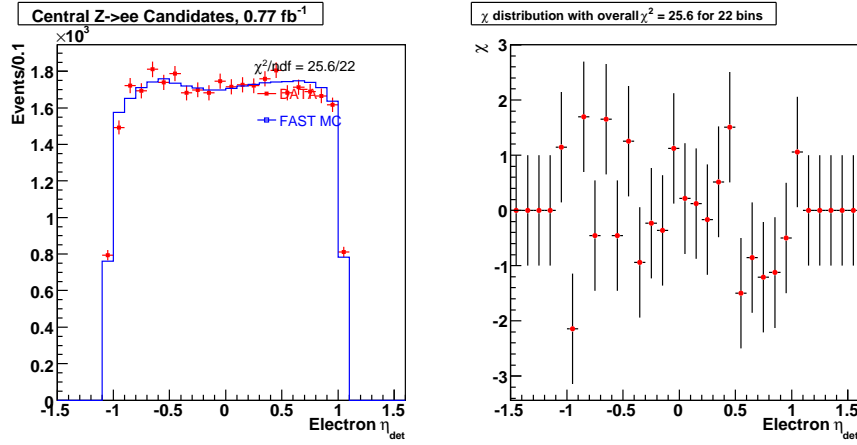 Central Z->ee Candidates, 0.77 fb⁻¹
×10³
Events/0.1
1.8
1.6
1.4
1.2
1
0.8
0.6
0.4
0.2
0
χ²/ndf = 25.6/22
DATA
FAST MC
-1.5 -1 -0.5 0 0.5 1 1.5
Electron η_det
χ distribution with overall χ² = 25.6 for 22 bins
χ
3
2
1
0
-1
-2
-3
-1.5 -1 -0.5 0 0.5 1 1.5
Electron η_det